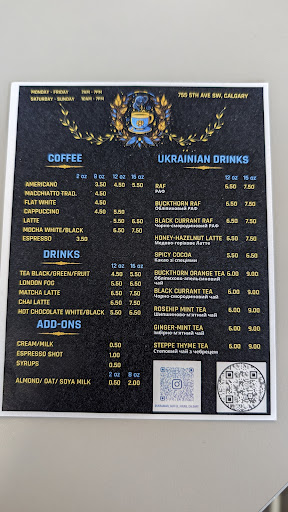 MONDAY - FRIDAY 7AM - 7PM
SATURDAY - SUNDAY 10AM - 7PM
755 5TH AVE SW, CALGARY
COFFEE
2 oz 8 oz 12 oz 16 oz
AMERICANO 3.50 4.50 5.50
MACCHIATTO TRAD. 4.50
FLAT WHITE 4.50
CAPPUCCINO 4.50 5.50
LATTE - 5.50 6.50
MOCHA WHITE/BLACK 6.50 7.50
ESPRESSO 3.50
DRINKS
12 oz 16 oz
TEA BLACK/GREEN/FRUIT 4.50 5.50
LONDON FOG 5.50 6.50
MATCHA LATTE 6.50 7.50
CHAI LATTE 6.50 7.50
HOT CHOCOLATE WHITE/BLACK 5.50 6.50
ADD-ONS
CREAM/MILK 0.50
ESPRESSO SHOT 1.00
SYRUPS 0.50
2 oz 8 oz
ALMOND/ OAT/ SOYA MILK 0.50 2.00
UKRAINIAN DRINKS
12 oz 16 oz
RAF 6.50 7.50
РАФ
BUCKTHORN RAF 6.50 7.50
Обліпиховий РАФ
BLACK CURRANT RAF 6.50 7.50
Чорно-смородиновий РАФ
HONEY-HAZELNUT LATTE 6.50 7.50
Медово-горіхове Латте
SPICY COCOA 5.50 6.50
Какао зі спеціями
BUCKTHORN ORANGE TEA 6.00 9.00
Обліпихово-апельсиновий
чай
BLACK CURRANT TEA 6.00 9.00
Чорно-смородиновий чай
ROSEHIP MINT TEA 6.00 9.00
Шипшиново-м'ятний чай
GINGER-MINT TEA 6.00 9.00
Імбирно-м'ятний чай
STEPPE THYME TEA 6.00 9.00
Степовий чай з чебрецем